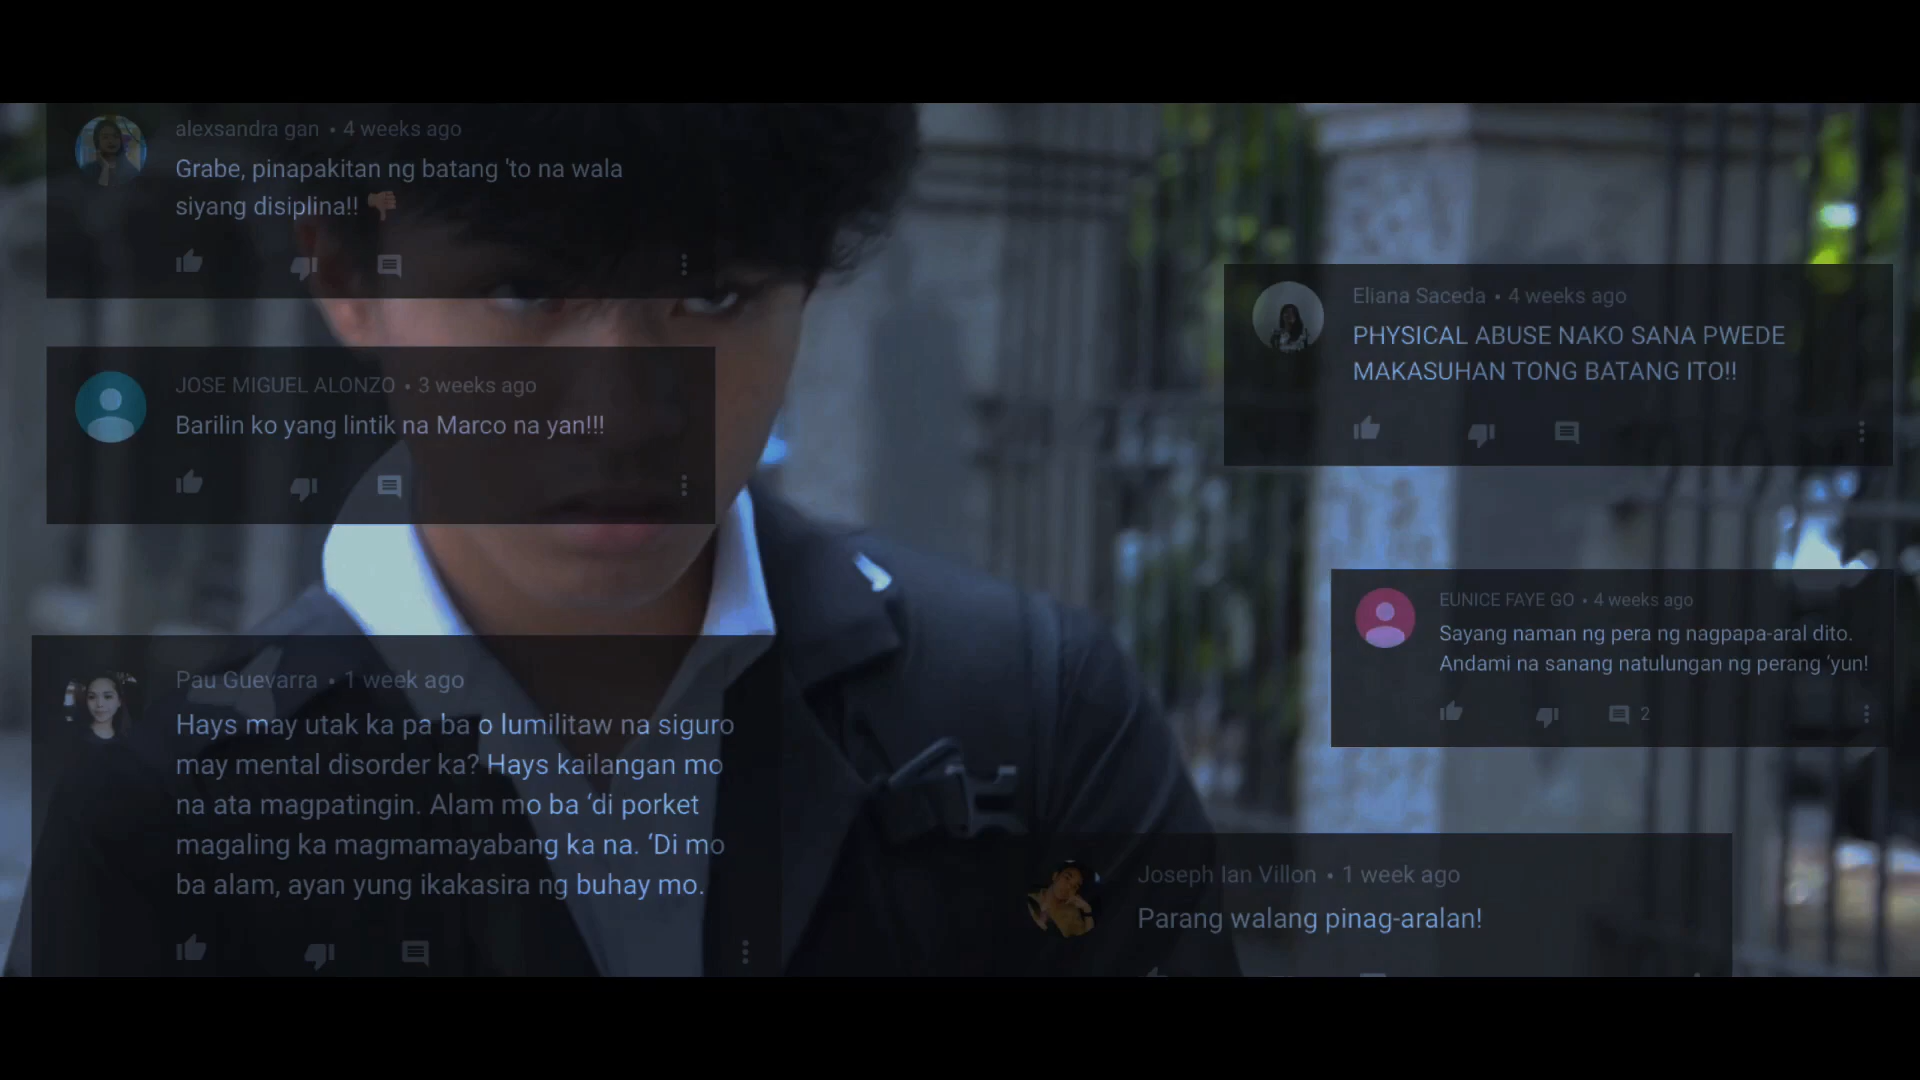 alexsandra gan • 4 weeks ago
Grabe, pinapakitan ng batang 'to na wala
siyang disiplina!! 👎
JOSE MIGUEL ALONZO • 3 weeks ago
Barilin ko yang lintik na Marco na yan!!!
Pau Guevarra • 1 week ago
Hays may utak ka pa ba o lumilitaw na siguro
may mental disorder ka? Hays kailangan mo
na ata magpatingin. Alam mo ba ‘di porket
magaling ka magmamayabang ka na. ‘Di mo
ba alam, ayan yung ikakasira ng buhay mo.
Eliana Saceda • 4 weeks ago
PHYSICAL ABUSE NAKO SANA PWEDE
MAKASUHAN TONG BATANG ITO!!
EUNICE FAYE GO • 4 weeks ago
Sayang naman ng pera ng nagpapa-aral dito.
Andami na sanang natulungan ng perang ‘yun!
2
Joseph Ian Villon • 1 week ago
Parang walang pinag-aralan!